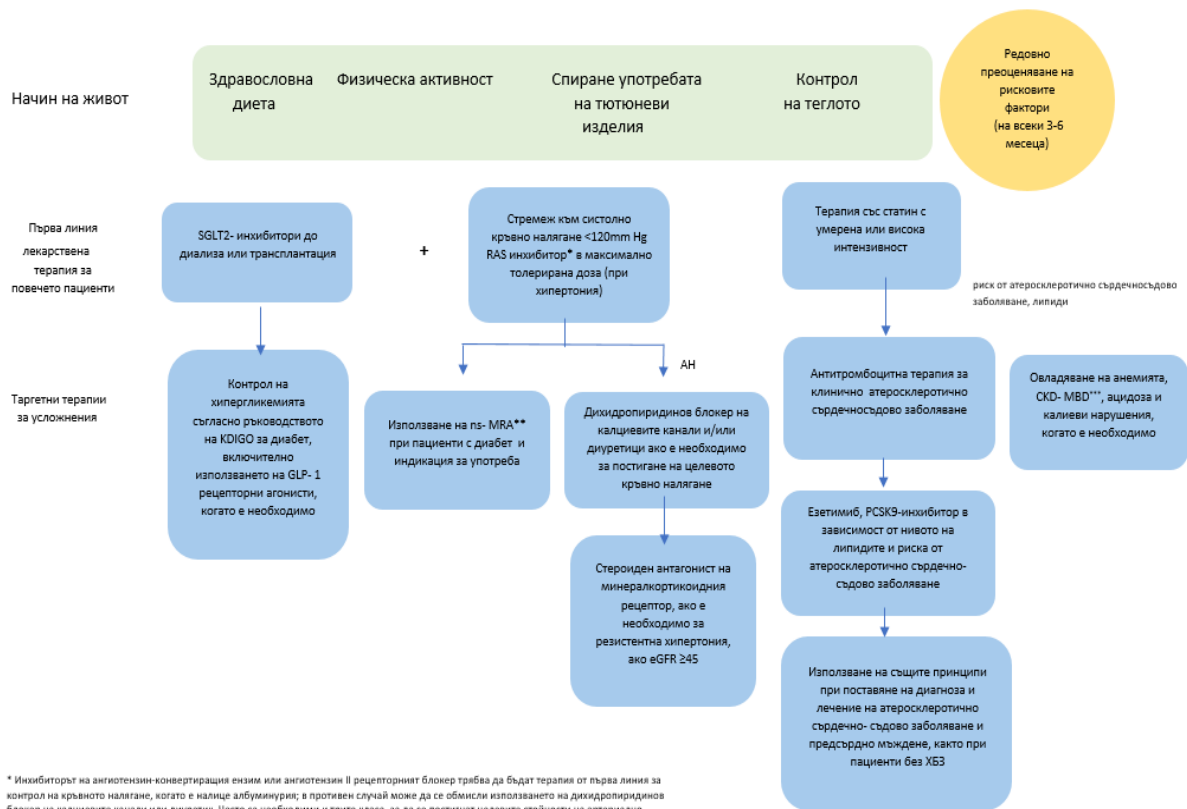 Начин на живот
Здравословна
диета
Физическа активност
Спиране употребата
на тютюневи
изделия
Контрол
на теглото
Редовно
преоценяване на
рисковите
фактори
(на всеки 3-6
месеца)
Първа линия
лекарствена
терапия за
повечето пациенти
SGLT2- инхибитори до
диализа или трансплантация
+
Стремеж към систолно
кръвно налягане <120mm Hg
RAS инхибитор* в максимално
толерирана доза (при
хипертония)
Терапия със статин с
умерена или висока
интензивност
риск от атеросклеротично сърдечносъдово
заболяване, липиди
АН
Таргетни терапии
за усложнения
Контрол на
хипергликемията
съгласно ръководството
на KDIGO за диабет,
включително
използването на GLP- 1
рецепторни агонисти,
когато е необходимо
Използване на ns- MRA**
при пациенти с диабет и
индикация за употреба
Дихидропиридинов блокер на
калциевите канали и/или
диуретици ако е необходимо
за постигане на целевото
кръвно налягане
Антитромбоцитна терапия за
клинично атеросклеротично
сърдечносъдово заболяване
Овладяване на анемията,
CKD- MBD***, ацидоза и
калиеви нарушения,
когато е необходимо
Стероиден антагонист на
минералкортикоидния
рецептор, ако е
необходимо за
резистентна хипертония,
ако eGFR ≥45
Езетимиб, PCSK9-инхибитор в
зависимост от нивото на
липидите и риска от
атеросклеротично сърдечно-
съдово заболяване
Използване на същите принципи
при поставяне на диагноза и
лечение на атеросклеротично
сърдечно- съдово заболяване и
предсърдно мъждене, както при
пациенти без ХБЗ
* Инхибиторът на ангиотензин-конвертиращия ензим или ангиотензин II рецепторният блокер трябва да бъдат терапия от първа линия за
контрол на кръвното налягане, когато е налице албуминурия; в противен случай може да се обмисли използването на дихидропиридинов